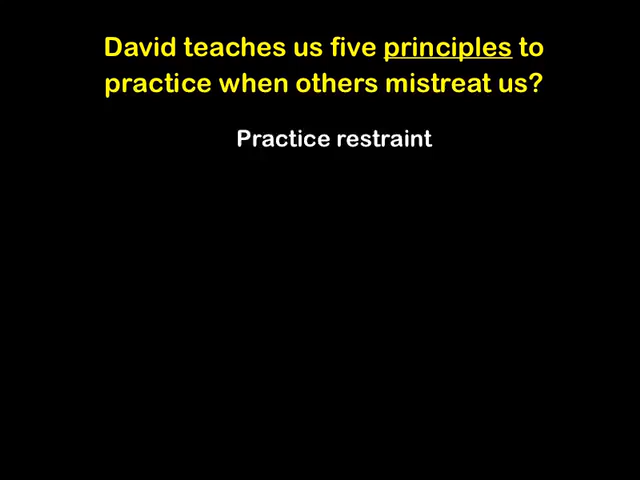 David teaches us five principles to
practice when others mistreat us?
Practice restraint